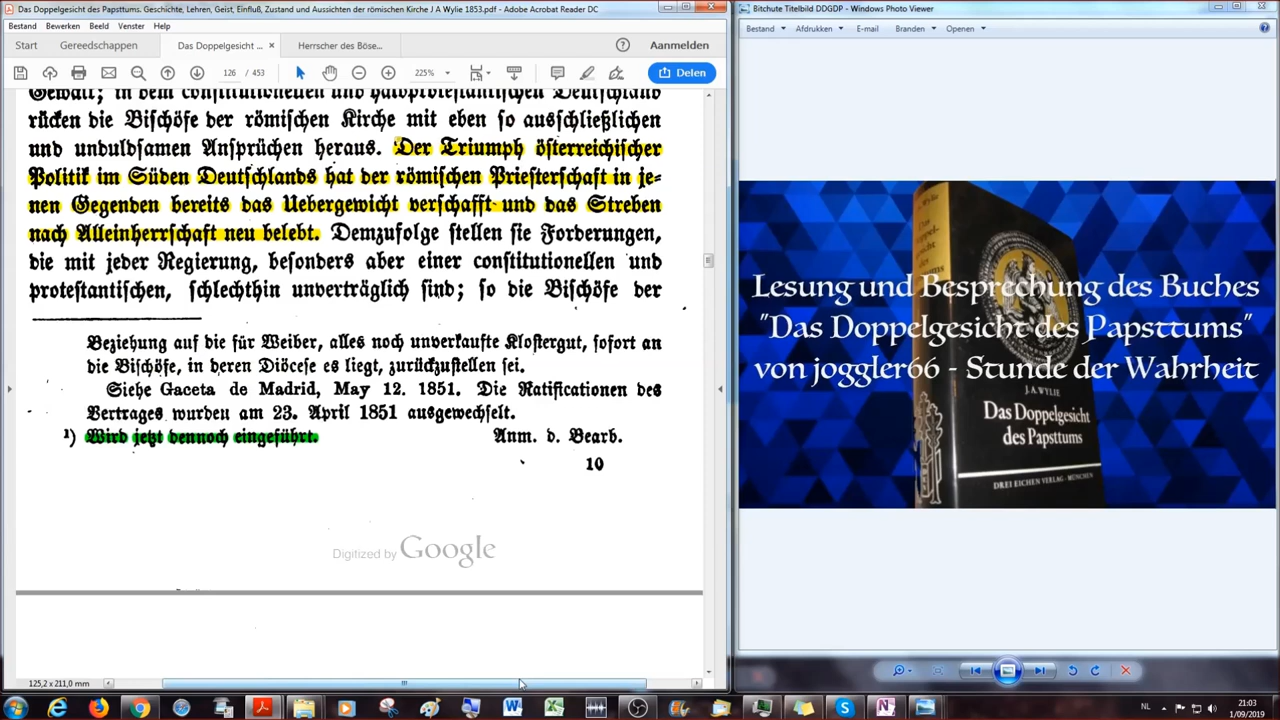 Das Doppelgesicht des Papsttums. Geschichte, Lehren, Geist, Einfluß, Zustand und Aussichten der römischen Kirche J A Wylie 1853.pdf - Adobe Acrobat Reader DC
Bestand Bewerken Beeld Venster Help
Start Gereedschappen Das Doppelgesicht ... × Herrscher des Böse... Anmelden
126 / 453 225% Delen
Gewalt; in dem constitutionellen und halbprotestantischen Deutschland
rücken die Bischöfe der römischen Kirche mit eben so ausschließlichen
und unduldsamen Ansprüchen heraus. Der Triumph österreichischer
Politik im Süden Deutschlands hat der römischen Priesterschaft in je-
nen Gegenden bereits das Uebergewicht verschafft und das Streben
nach Alleinherrschaft neu belebt. Demzufolge stellen sie Forderungen,
die mit jeder Regierung, besonders aber einer constitutionellen und
protestantischen, schlechthin unverträglich sind; so die Bischöfe der
Beziehung auf die für Weiber, alles noch unverkaufte Klostergut, sofort an
die Bischöfe, in deren Diöcese es liegt, zurückzustellen sei.
Siehe Gaceta de Madrid, May 12. 1851. Die Ratificationen des
Vertrages wurden am 23. April 1851 ausgewechselt.
¹) Wird jetzt dennoch eingeführt. Anm. d. Bearb.
10
Digitized by Google
125,2 x 211,0 mm
Bitchute Titelbild DDGDP - Windows Photo Viewer
Bestand Afdrukken E-mail Branden Openen
Lesung und Besprechung des Buches
"Das Doppelgesicht des Papsttums"
von joggler66 - Stunde der Wahrheit
J.A. WYLIE
Das Doppelgesicht
des Papsttums
DREI EICHEN VERLAG · MÜNCHEN
NL
21:03
1/09/2019